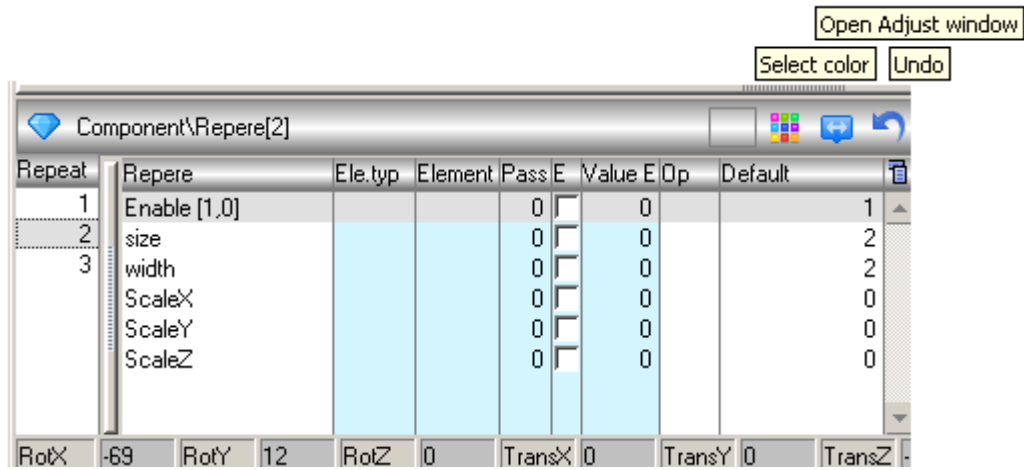 Open Adjust window
Select color Undo
Component\Repere[2]
Repeat Repere Ele.typ Element Pass E Value E Op Default
1 Enable [1,0] 0 0 1
2 size 0 0 2
3 width 0 0 2
ScaleX 0 0 0
ScaleY 0 0 0
ScaleZ 0 0 0
RotX -69 RotY 12 RotZ 0 TransX 0 TransY 0 TransZ -